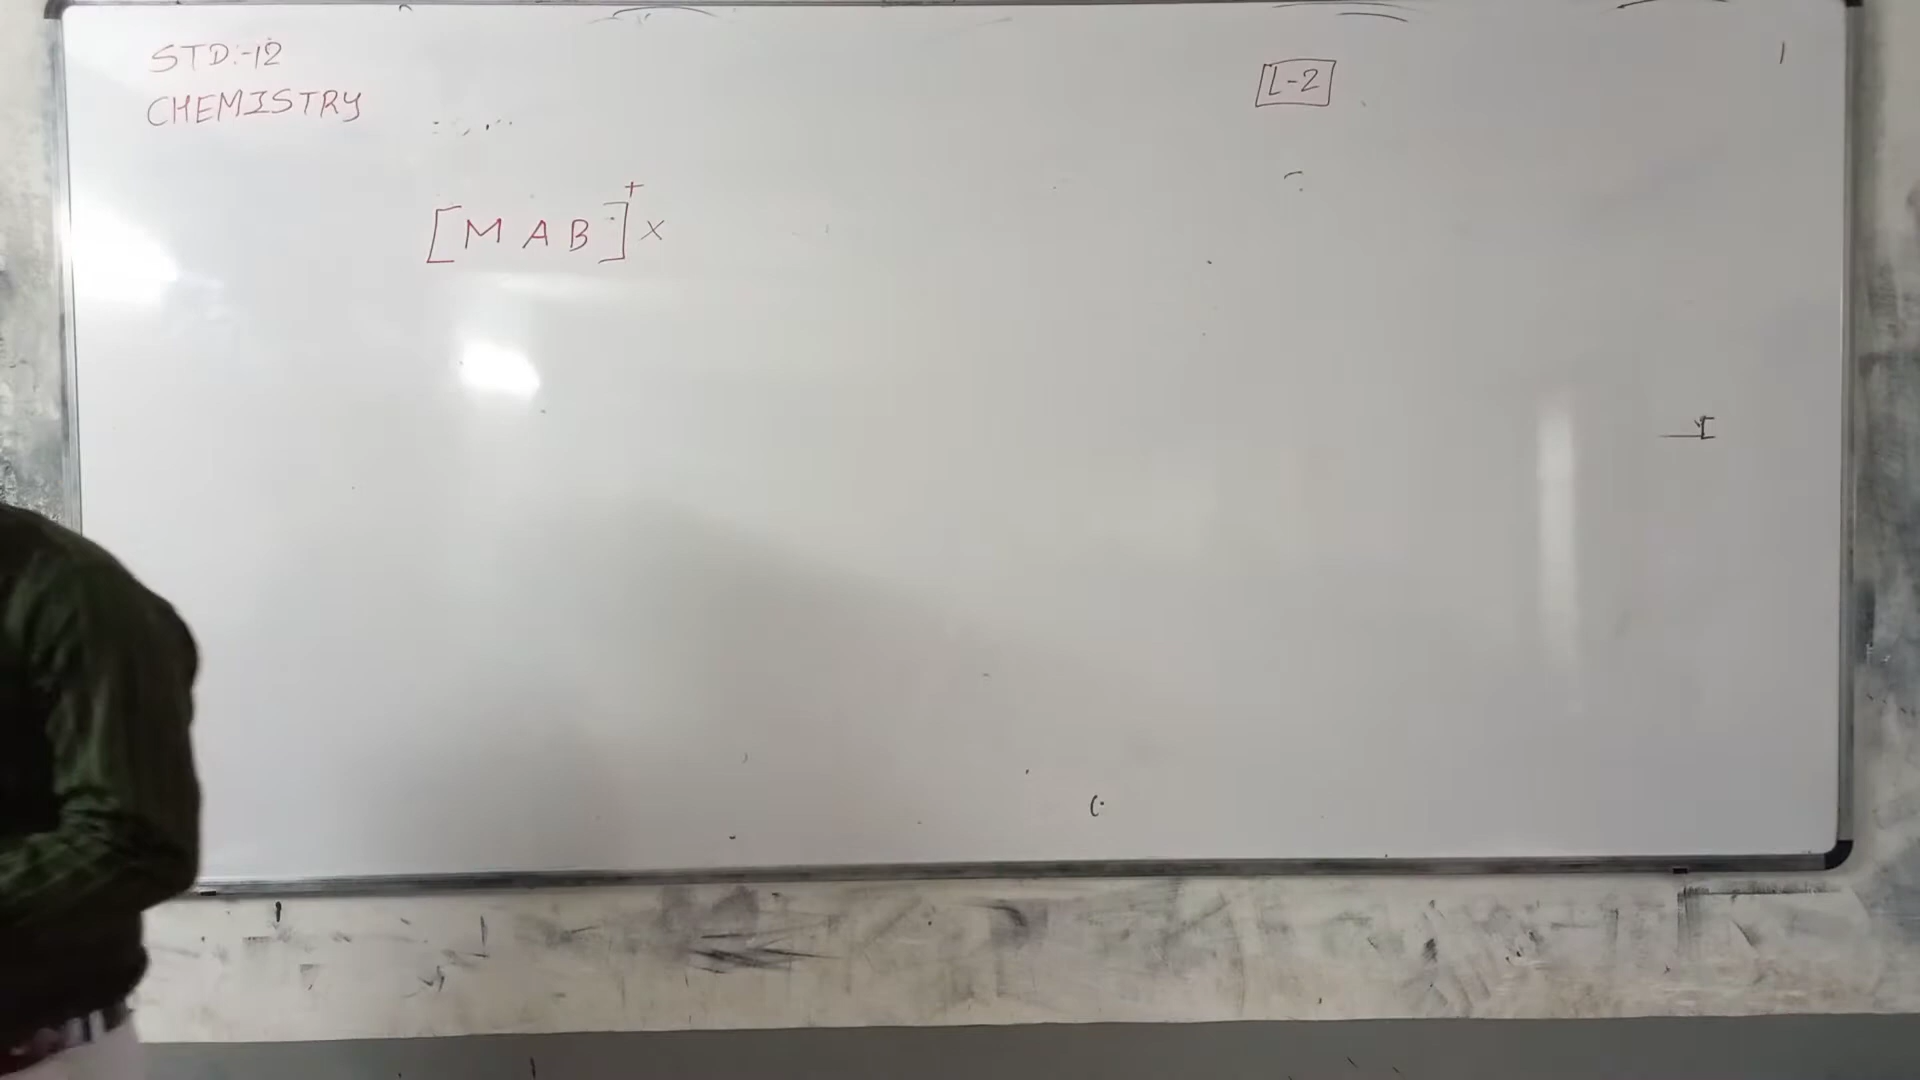 STD:-12
CHEMISTRY
L-2
[M A B]⁺ X